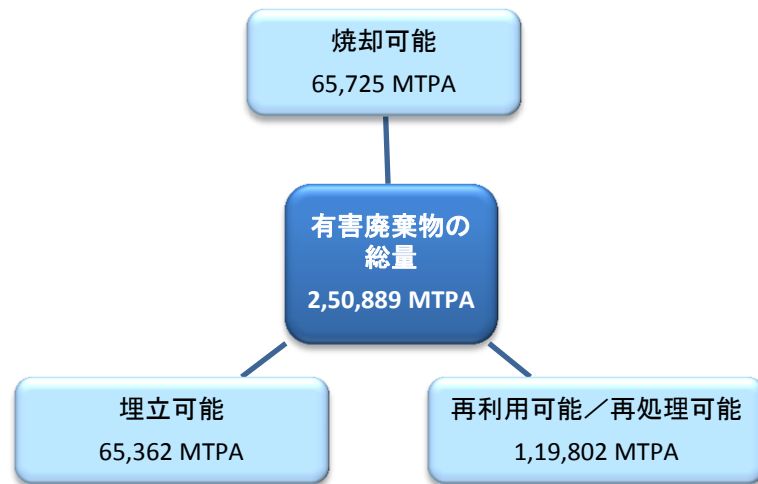 焼却可能
65,725 MTPA
有害廃棄物の
総量
2,50,889 MTPA
埋立可能
65,362 MTPA
再利用可能／再処理可能
1,19,802 MTPA